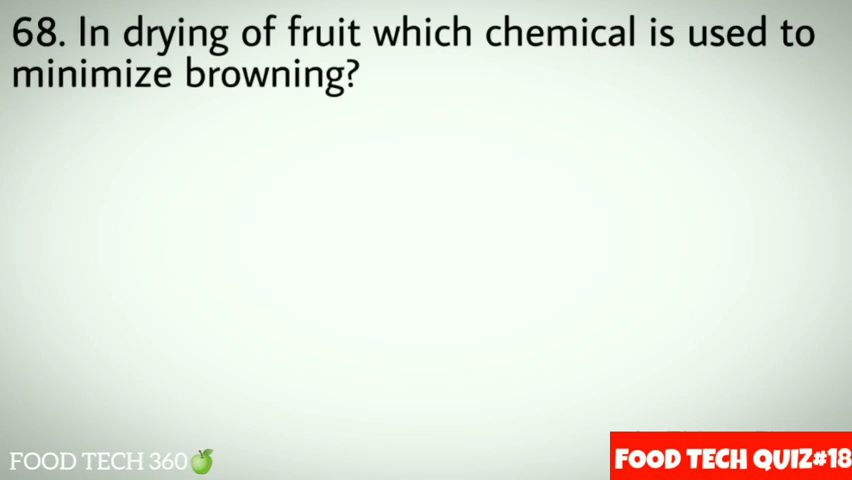 68. In drying of fruit which chemical is used to
minimize browning?
FOOD TECH 360
FOOD TECH QUIZ#18